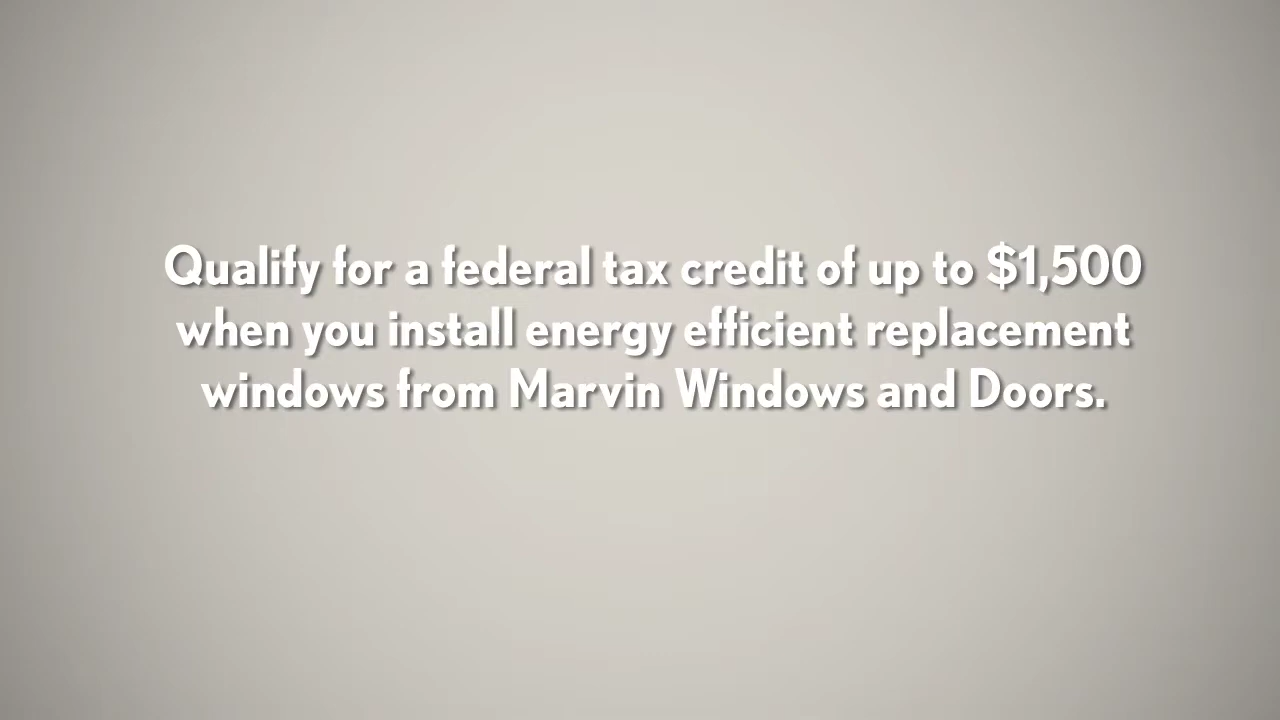 Qualify for a federal tax credit of up to $1,500
when you install energy efficient replacement
windows from Marvin Windows and Doors.